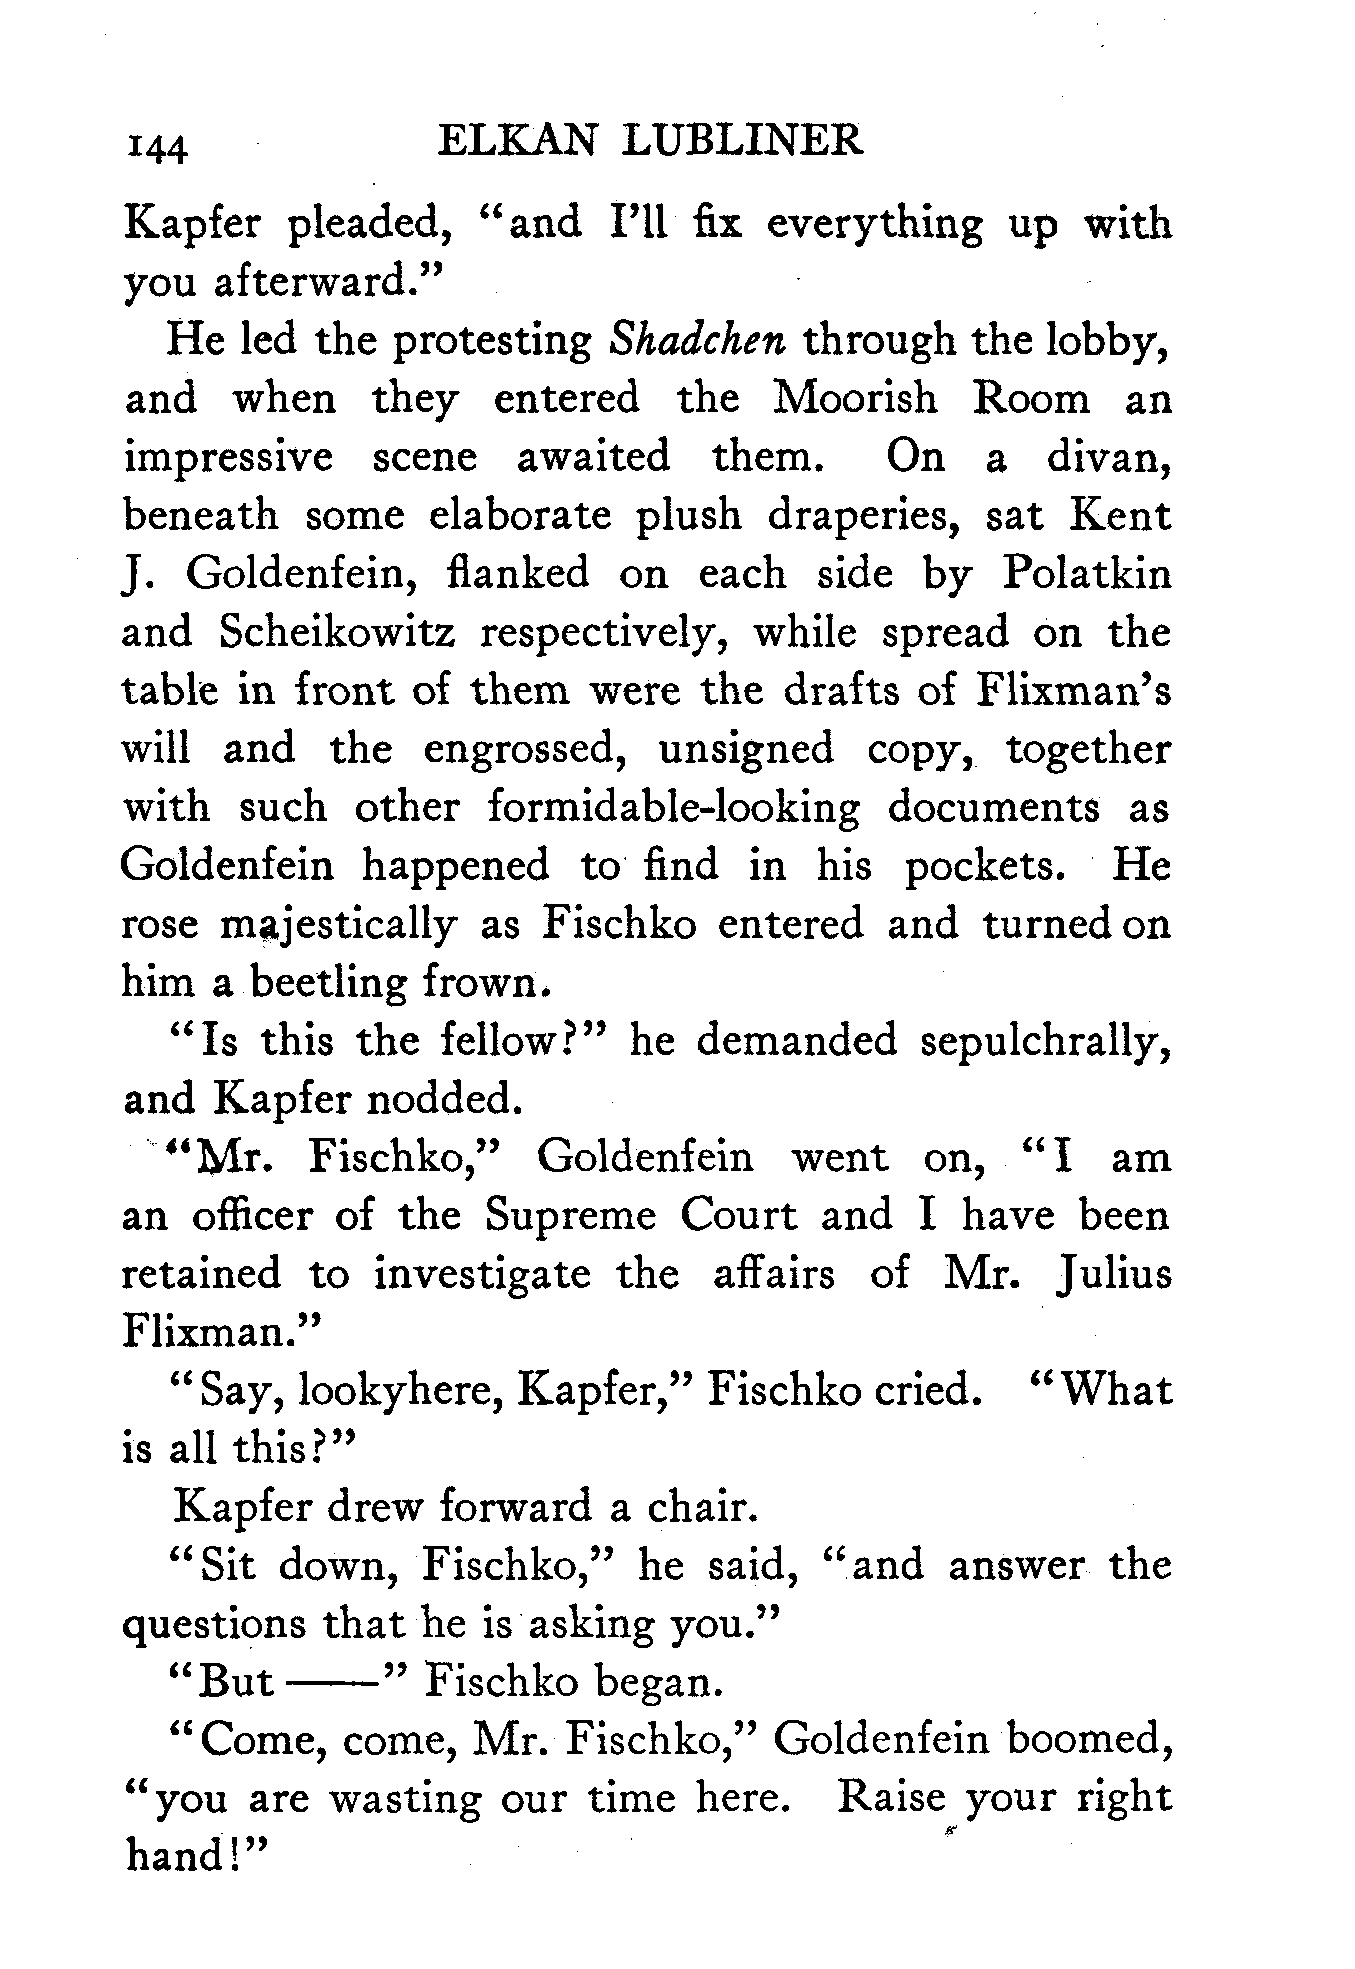 144 ELKAN LUBLINER
Kapfer pleaded, "and I'll fix everything up with
you afterward."
He led the protesting Shadchen through the lobby,
and when they entered the Moorish Room an
impressive scene awaited them. On a divan,
beneath some elaborate plush draperies, sat Kent
J. Goldenfein, flanked on each side by Polatkin
and Scheikowitz respectively, while spread on the
table in front of them were the drafts of Flixman's
will and the engrossed, unsigned copy, together
with such other formidable-looking documents as
Goldenfein happened to find in his pockets. He
rose majestically as Fischko entered and turned on
him a beetling frown.
"Is this the fellow?" he demanded sepulchrally,
and Kapfer nodded.
"Mr. Fischko," Goldenfein went on, "I am
an officer of the Supreme Court and I have been
retained to investigate the affairs of Mr. Julius
Flixman."
"Say, lookyhere, Kapfer," Fischko cried. "What
is all this?"
Kapfer drew forward a chair.
"Sit down, Fischko," he said, "and answer the
questions that he is asking you."
"But ——" Fischko began.
"Come, come, Mr. Fischko," Goldenfein boomed,
"you are wasting our time here. Raise your right
hand!"